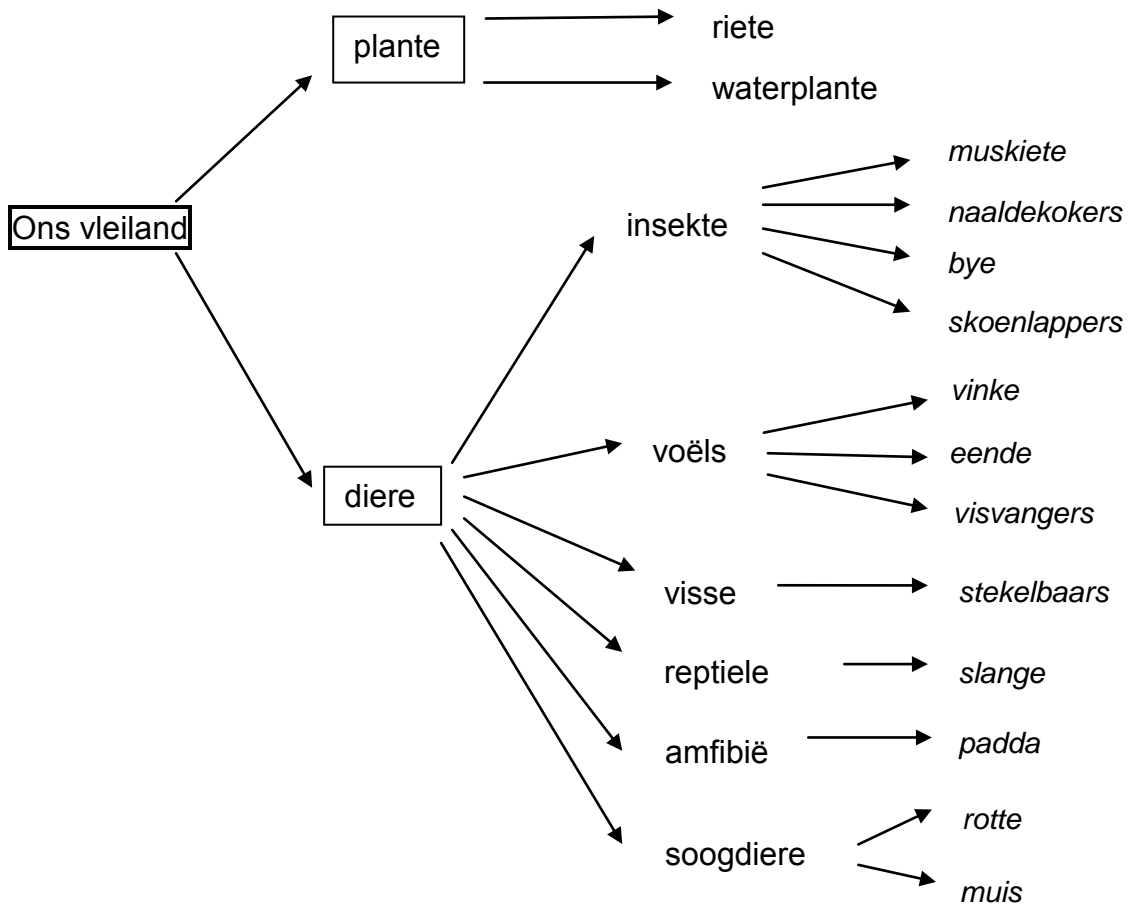 riete
plante
waterplante
muskiete
Ons vleiland
insekte
naaldekokers
bye
skoenlappers
vinke
voëls
eende
diere
visvangers
visse
stekelbaars
reptiele
slange
amfibië
padda
rotte
soogdiere
muis